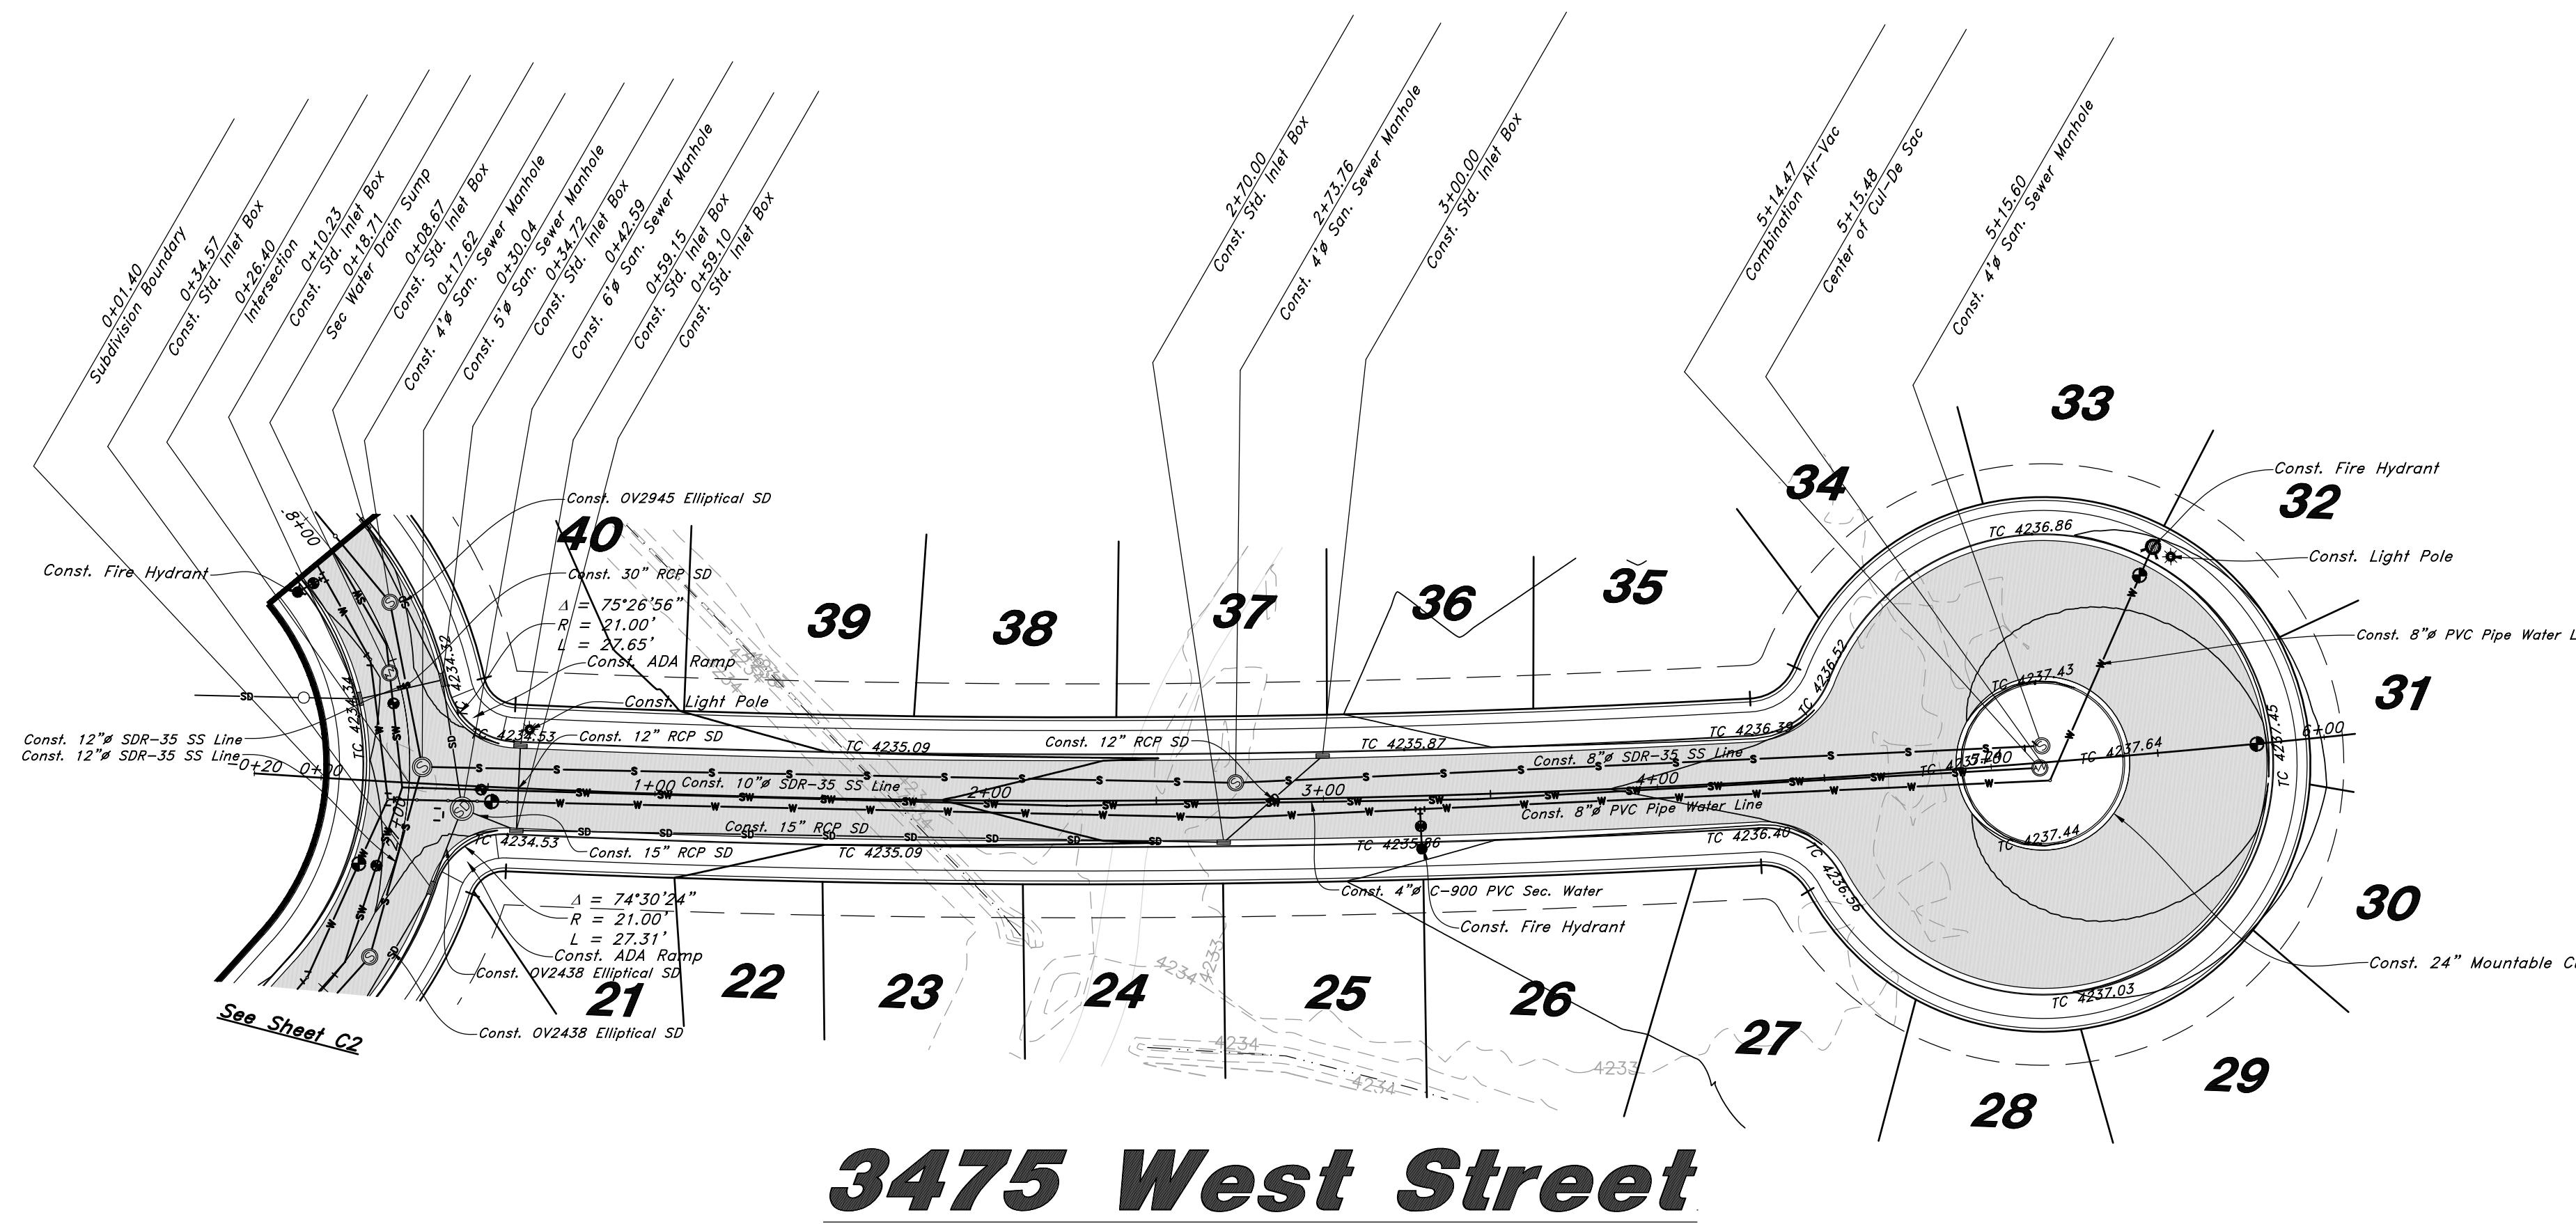 0+01.40
Subdivision Boundary
0+34.57
Const. Std. Inlet Box
0+26.40
Intersection
0+10.23
Const. Std. Inlet Box
0+18.71
Sec Water Drain Sump
0+08.67
Const. Std. Inlet Box
0+17.62
Const. 4'ø San. Sewer Manhole
0+30.04
Const. 5'ø San. Sewer Manhole
0+34.72
Const. Std. Inlet Box
0+42.59
Const. 6'ø San. Sewer Manhole
0+59.15
Const. Std. Inlet Box
0+59.10
Const. Std. Inlet Box
2+70.00
Const. Std. Inlet Box
2+73.76
Const. 4'ø San. Sewer Manhole
3+00.00
Const. Std. Inlet Box
5+14.47
Combination Air-Vac
5+15.48
Center of Cul-De Sac
5+15.60
Const. 4'ø San. Sewer Manhole
33
34
32
Const. Fire Hydrant
Const. Light Pole
Const. 8"ø PVC Pipe Water L
31
30
Const. 24" Mountable C
29
28
27
26
25
24
23
22
21
40
39
38
37
36
35
Const. OV2945 Elliptical SD
Const. 30" RCP SD
Δ = 75°26'56"
R = 21.00'
L = 27.65'
Const. ADA Ramp
Const. Light Pole
Const. 12" RCP SD
Const. Fire Hydrant
8+00
Const. 12"ø SDR-35 SS Line
Const. 12"ø SDR-35 SS Line
-0+20
0+00
1+00
2+00
3+00
4+00
6+00
TC 4234.32
TC 4234.34
TC 4234.53
TC 4235.09
Const. 12" RCP SD
TC 4235.87
TC 4236.39
TC 4236.52
TC 4236.86
TC 4237.43
TC 4237.45
TC 4237.64
TC 4237.44
TC 4237.03
TC 4236.56
TC 4236.40
TC 4235.86
TC 4235.09
TC 4234.53
Const. 10"ø SDR-35 SS Line
Const. 8"ø SDR-35 SS Line
Const. 8"ø PVC Pipe Water Line
Const. 15" RCP SD
Const. 15" RCP SD
Const. 4"ø C-900 PVC Sec. Water
Const. Fire Hydrant
Δ = 74°30'24"
R = 21.00'
L = 27.31'
Const. ADA Ramp
Const. OV2438 Elliptical SD
Const. OV2438 Elliptical SD
4234
4233
4234
4234
4233
See Sheet C2
3475 West Street